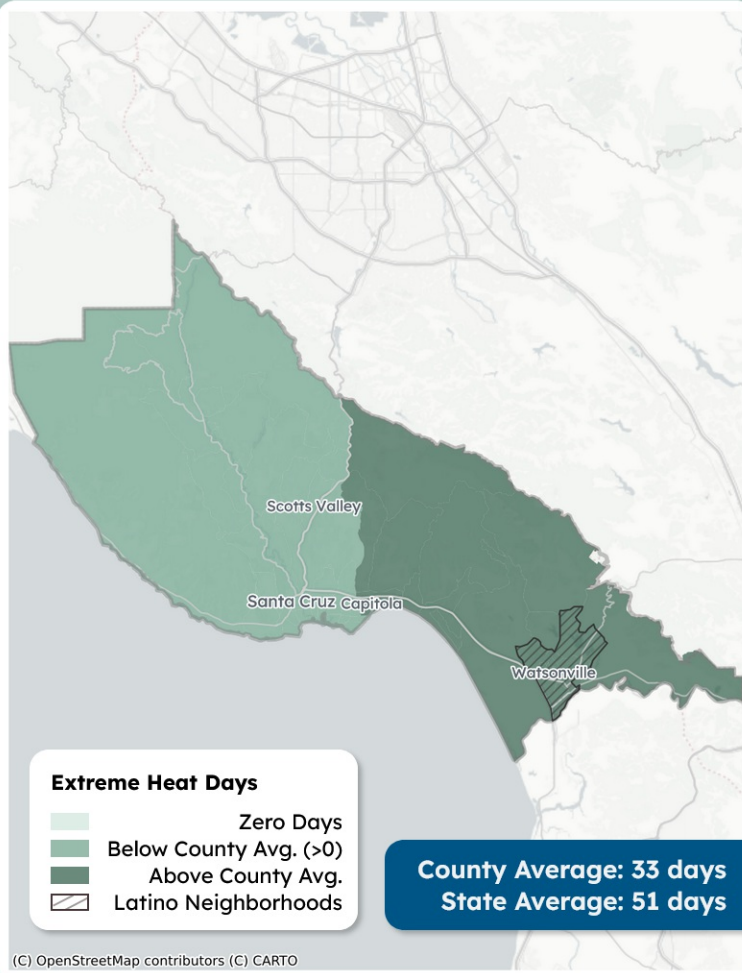 Scotts Valley
Santa Cruz
Capitola
Watsonville
Extreme Heat Days
Zero Days
Below County Avg. (>0)
Above County Avg.
Latino Neighborhoods
County Average: 33 days
State Average: 51 days
(C) OpenStreetMap contributors (C) CARTO